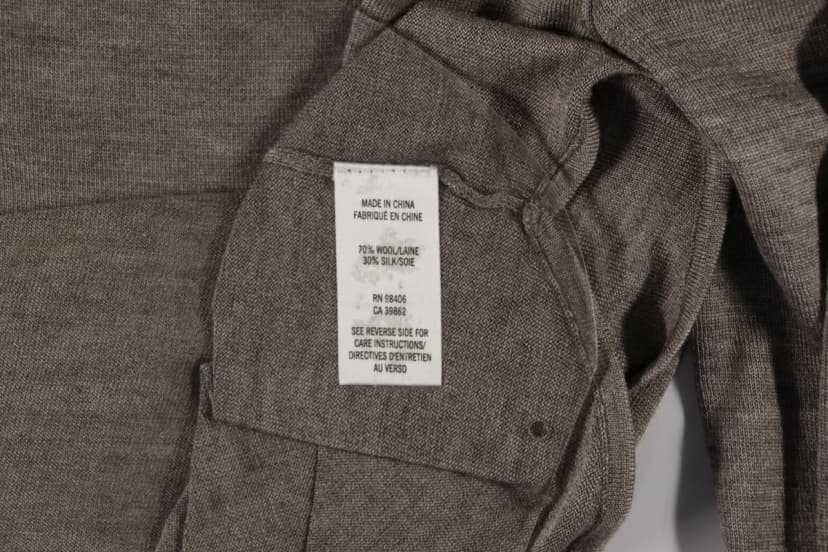 MADE IN CHINA
FABRIQUÉ EN CHINE
70% WOOL/LAINE
30% SILK/SOIE
RN 98406
CA 39862
SEE REVERSE SIDE FOR
CARE INSTRUCTIONS/
DIRECTIVES D'ENTRETIEN
AU VERSO